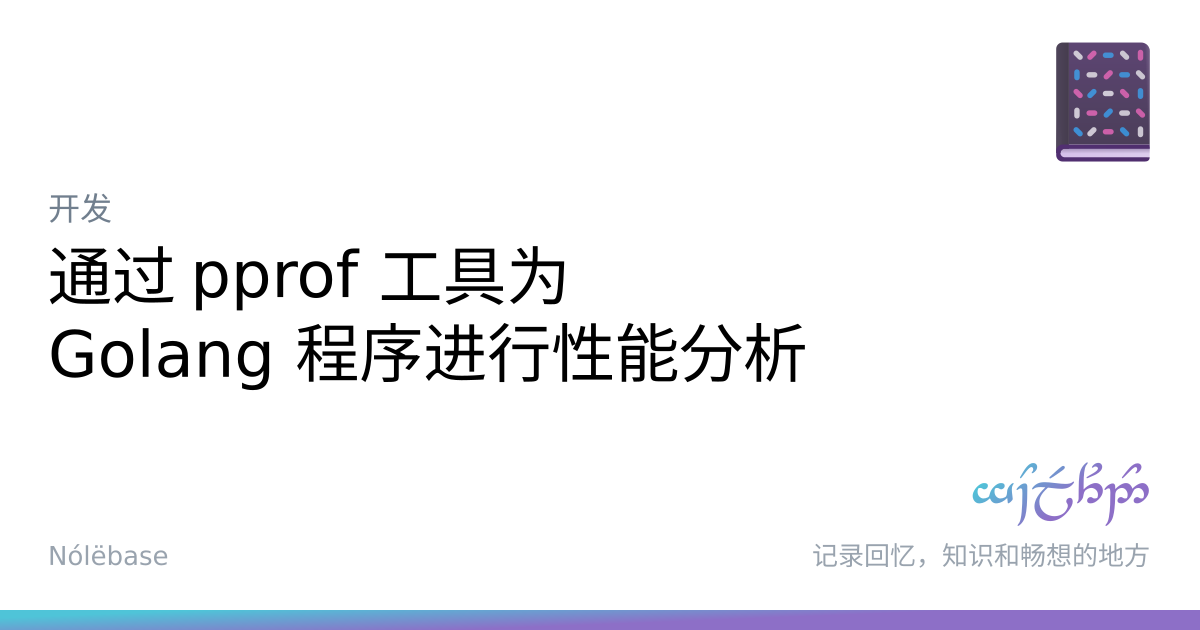 开发
通过 pprof 工具为
Golang 程序进行性能分析
Nólëbase
记录回忆，知识和畅想的地方